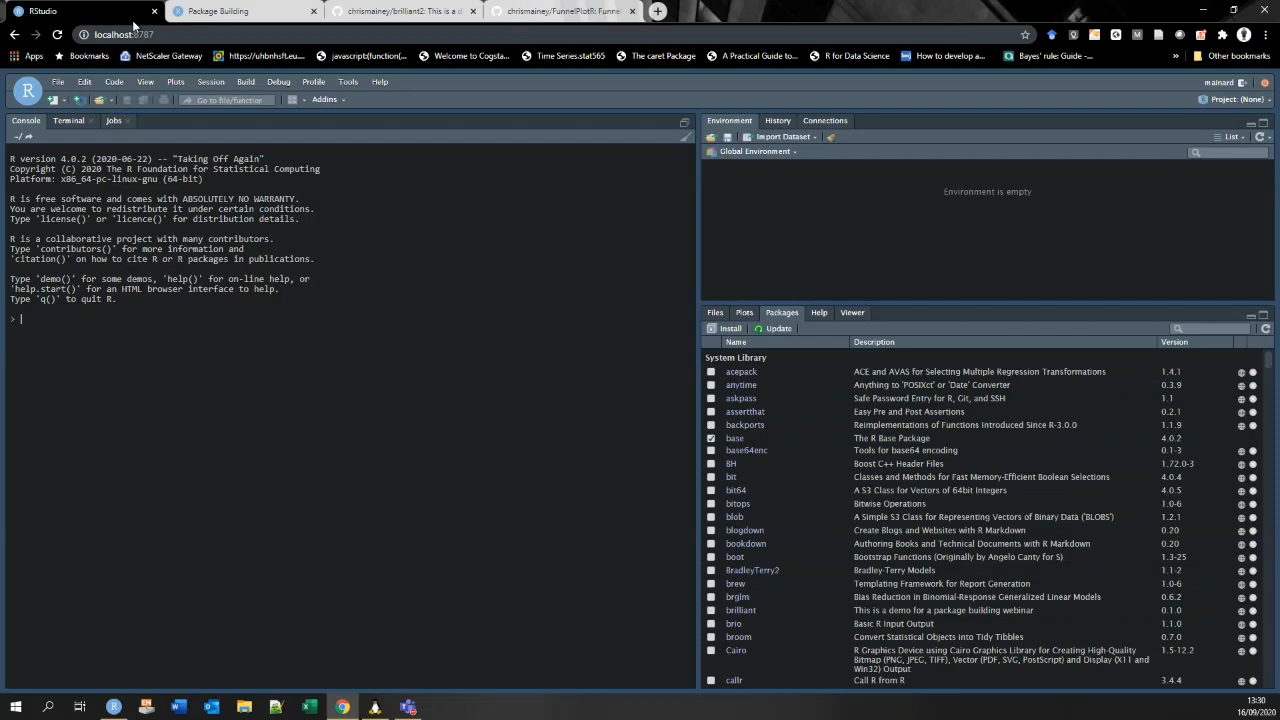 RStudio
Package Building
chrismainey/brilliant2: This is a d
chrismainey/FunnelPlotR: Funnel
localhost:8787
Apps
Bookmarks
NetScaler Gateway
https://uhbnhsft.eu...
javascript:(function(...
Welcome to Cogsta...
Time Series.stat565
The caret Package
A Practical Guide to...
R for Data Science
How to develop a...
Bayes' rule: Guide -...
»
Other bookmarks
R
File Edit Code View Plots Session Build Debug Profile Tools Help
mainard
Go to file/function
Addins
Project: (None)
Console Terminal Jobs
~/
R version 4.0.2 (2020-06-22) -- "Taking Off Again"
Copyright (C) 2020 The R Foundation for Statistical Computing
Platform: x86_64-pc-linux-gnu (64-bit)
R is free software and comes with ABSOLUTELY NO WARRANTY.
You are welcome to redistribute it under certain conditions.
Type 'license()' or 'licence()' for distribution details.
R is a collaborative project with many contributors.
Type 'contributors()' for more information and
'citation()' on how to cite R or R packages in publications.
Type 'demo()' for some demos, 'help()' for on-line help, or
'help.start()' for an HTML browser interface to help.
Type 'q()' to quit R.
>
Environment History Connections
Import Dataset
List
Global Environment
Environment is empty
Files Plots Packages Help Viewer
Install Update
Name Description Version
System Library
acepack ACE and AVAS for Selecting Multiple Regression Transformations 1.4.1
anytime Anything to 'POSIXct' or 'Date' Converter 0.3.9
askpass Safe Password Entry for R, Git, and SSH 1.1
assertthat Easy Pre and Post Assertions 0.2.1
backports Reimplementations of Functions Introduced Since R-3.0.0 1.1.9
base The R Base Package 4.0.2
base64enc Tools for base64 encoding 0.1-3
BH Boost C++ Header Files 1.72.0-3
bit Classes and Methods for Fast Memory-Efficient Boolean Selections 4.0.4
bit64 A S3 Class for Vectors of 64bit Integers 4.0.5
bitops Bitwise Operations 1.0-6
blob A Simple S3 Class for Representing Vectors of Binary Data ('BLOBS') 1.2.1
blogdown Create Blogs and Websites with R Markdown 0.20
bookdown Authoring Books and Technical Documents with R Markdown 0.20
boot Bootstrap Functions (Originally by Angelo Canty for S) 1.3-25
BradleyTerry2 Bradley-Terry Models 1.1-2
brew Templating Framework for Report Generation 1.0-6
brglm Bias Reduction in Binomial-Response Generalized Linear Models 0.6.2
brilliant This is a demo for a package building webinar 0.1.0
brio Basic R Input Output 1.1.0
broom Convert Statistical Objects into Tidy Tibbles 0.7.0
Cairo R Graphics Device using Cairo Graphics Library for Creating High-Quality 1.5-12.2
Bitmap (PNG, JPEG, TIFF), Vector (PDF, SVG, PostScript) and Display (X11 and
Win32) Output
callr Call R from R 3.4.4
13:30
16/09/2020